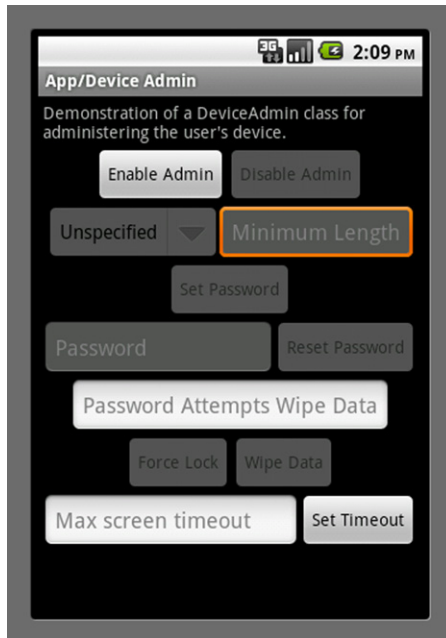 3G 2:09 PM
App/Device Admin
Demonstration of a DeviceAdmin class for
administering the user's device.
Enable Admin Disable Admin
Unspecified Minimum Length
Set Password
Password Reset Password
Password Attempts Wipe Data
Force Lock Wipe Data
Max screen timeout Set Timeout